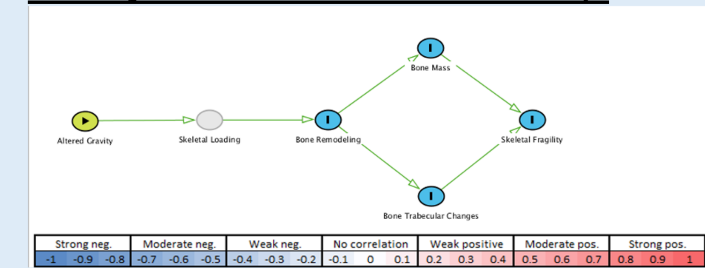 Bone Mass
Altered Gravity
Skeletal Loading
Bone Remodeling
Skeletal Fragility
Bone Trabecular Changes
Strong neg. Moderate neg. Weak neg. No correlation Weak positive Moderate pos. Strong pos.
-1 -0.9 -0.8 -0.7 -0.6 -0.5 -0.4 -0.3 -0.2 -0.1 0 0.1 0.2 0.3 0.4 0.5 0.6 0.7 0.8 0.9 1